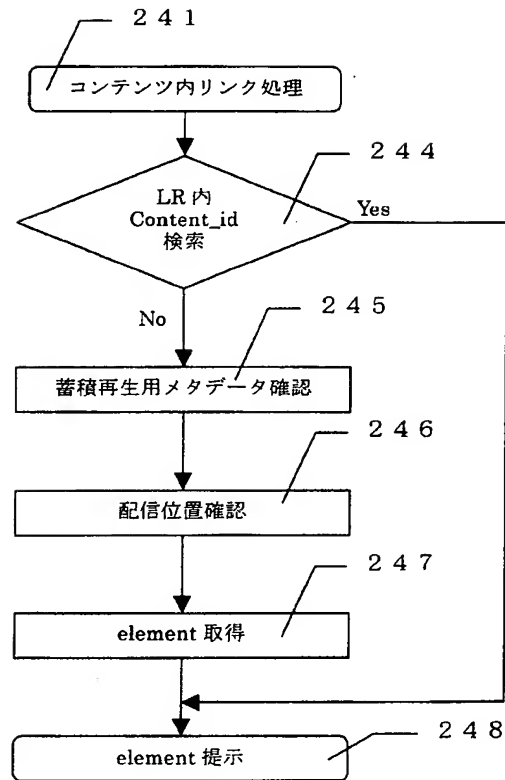 ２４１
コンテンツ内リンク処理
２４４
LR 内
Content_id
検索
Yes
No
２４５
蓄積再生用メタデータ確認
２４６
配信位置確認
２４７
element 取得
２４８
element 提示